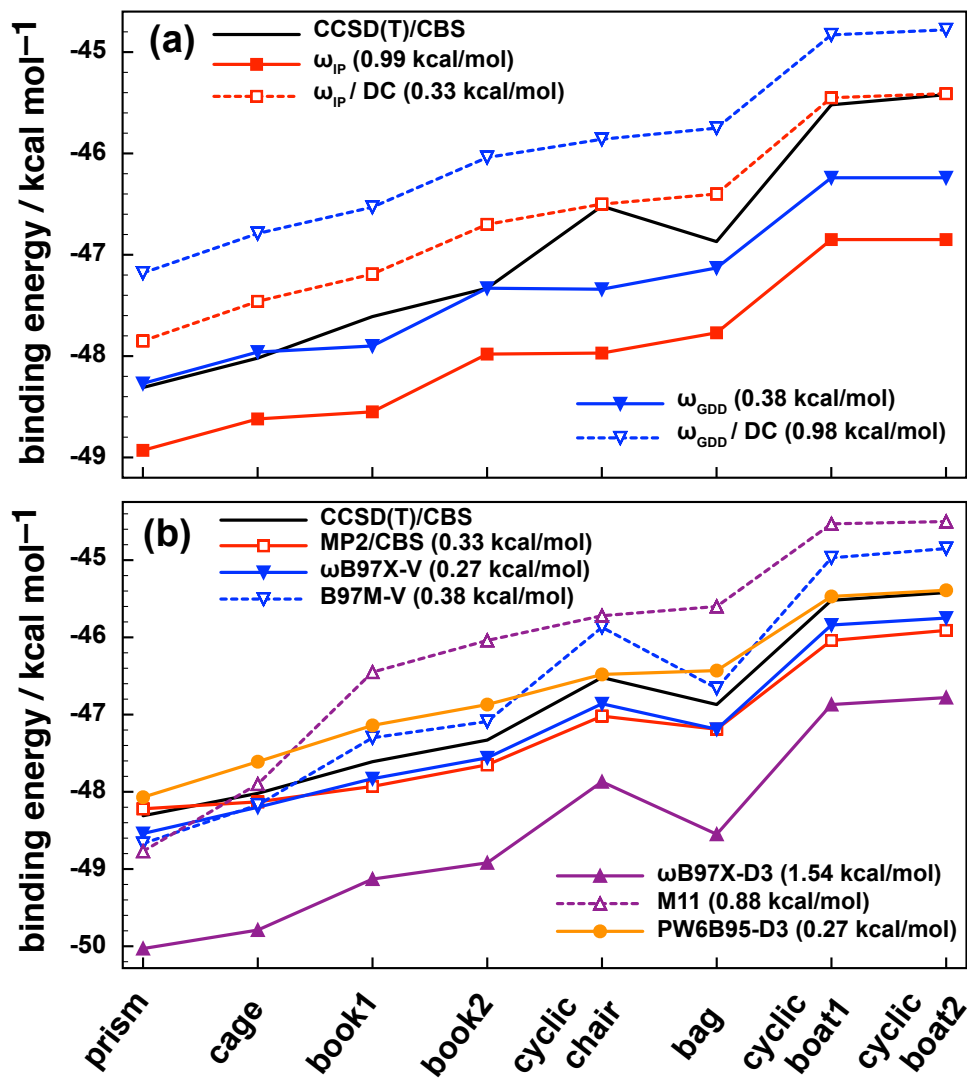 (a)
CCSD(T)/CBS
ωIP (0.99 kcal/mol)
ωIP / DC (0.33 kcal/mol)
ωGDD (0.38 kcal/mol)
ωGDD / DC (0.98 kcal/mol)
binding energy / kcal mol−1
-45
-46
-47
-48
-49
(b)
CCSD(T)/CBS
MP2/CBS (0.33 kcal/mol)
ωB97X-V (0.27 kcal/mol)
B97M-V (0.38 kcal/mol)
ωB97X-D3 (1.54 kcal/mol)
M11 (0.88 kcal/mol)
PW6B95-D3 (0.27 kcal/mol)
binding energy / kcal mol−1
-45
-46
-47
-48
-49
-50
prism
cage
book1
book2
cyclic
chair
bag
cyclic
boat1
cyclic
boat2